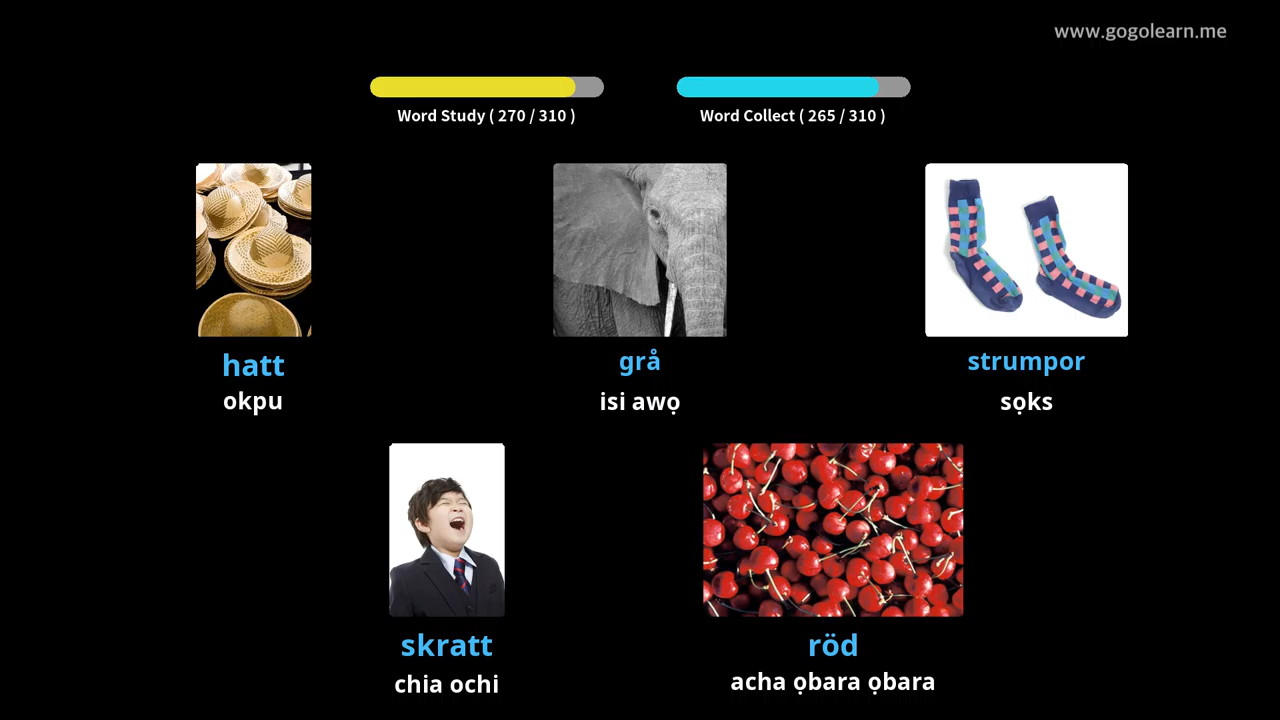 www.gogolearn.me
Word Study ( 270 / 310 )
Word Collect ( 265 / 310 )
hatt
okpu
grå
isi awọ
strumpor
sọks
skratt
chia ochi
röd
acha ọbara ọbara